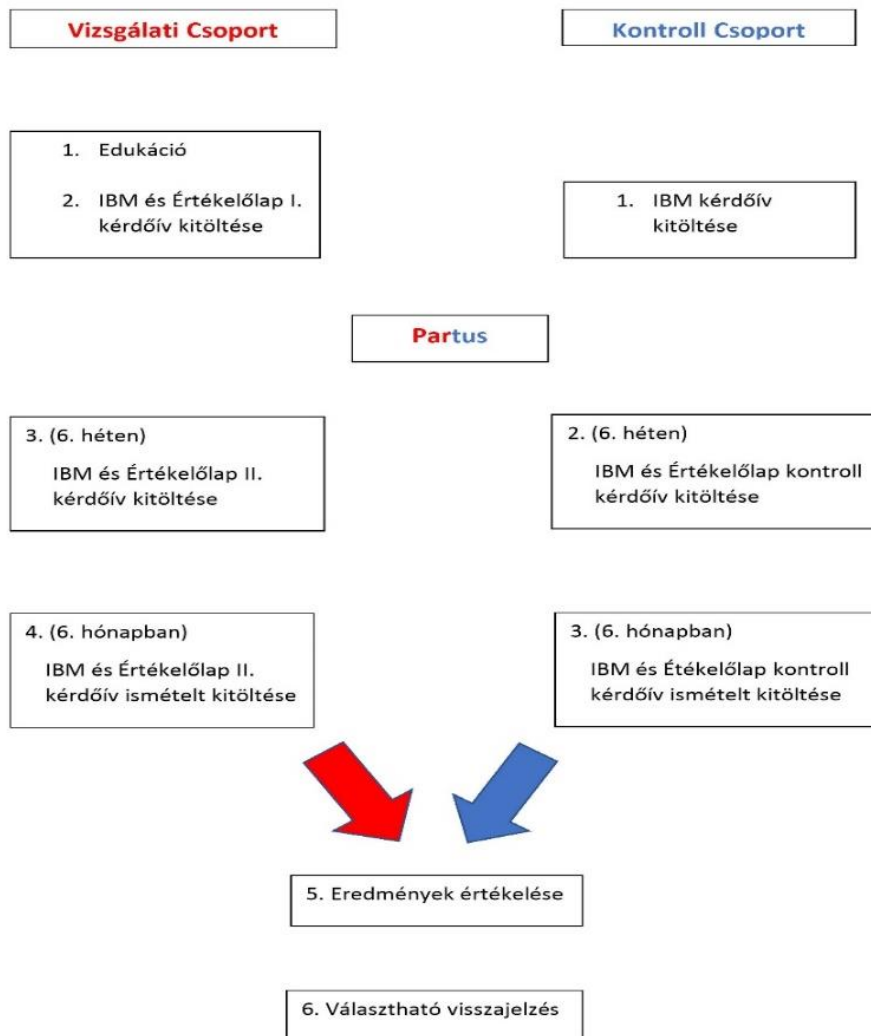 Vizsgálati Csoport
Kontroll Csoport
1. Edukáció
2. IBM és Értékelőlap I.
kérdőív kitöltése
1. IBM kérdőív
kitöltése
Partus
3. (6. héten)
IBM és Értékelőlap II.
kérdőív kitöltése
2. (6. héten)
IBM és Értékelőlap kontroll
kérdőív kitöltése
4. (6. hónapban)
IBM és Értékelőlap II.
kérdőív ismételt kitöltése
3. (6. hónapban)
IBM és Étékelőlap kontroll
kérdőív ismételt kitöltése
5. Eredmények értékelése
6. Választható visszajelzés